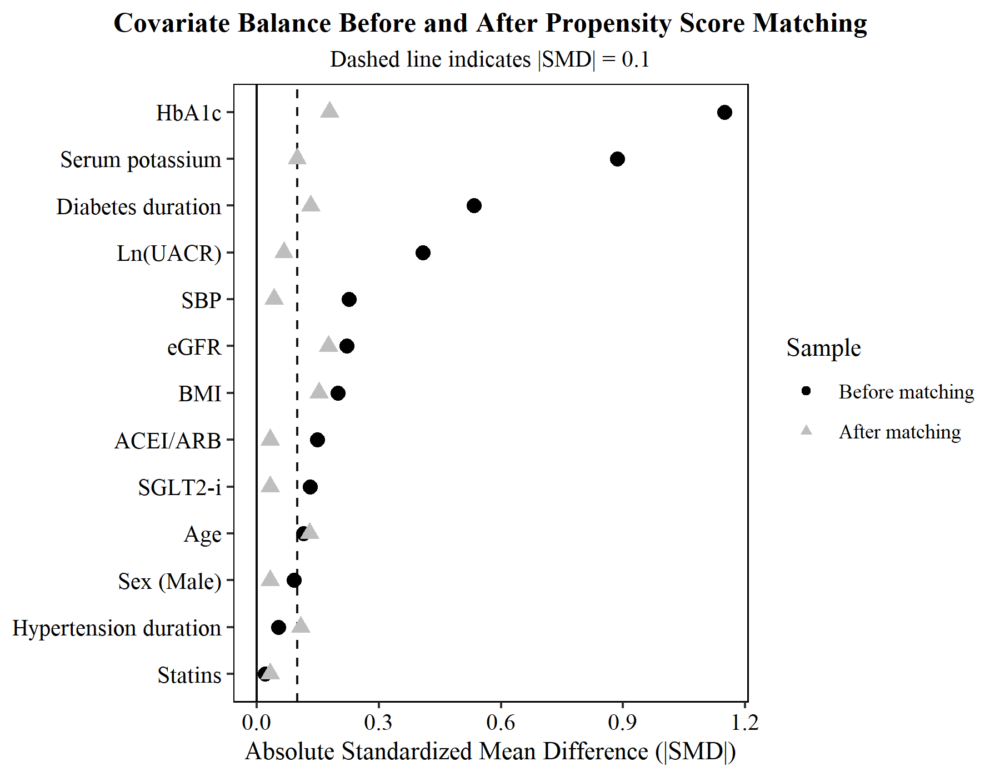 Covariate Balance Before and After Propensity Score Matching
Dashed line indicates |SMD| = 0.1
HbA1c
Serum potassium
Diabetes duration
Ln(UACR)
SBP
eGFR
BMI
ACEI/ARB
SGLT2-i
Age
Sex (Male)
Hypertension duration
Statins
0.0 0.3 0.6 0.9 1.2
Absolute Standardized Mean Difference (|SMD|)
Sample
Before matching
After matching